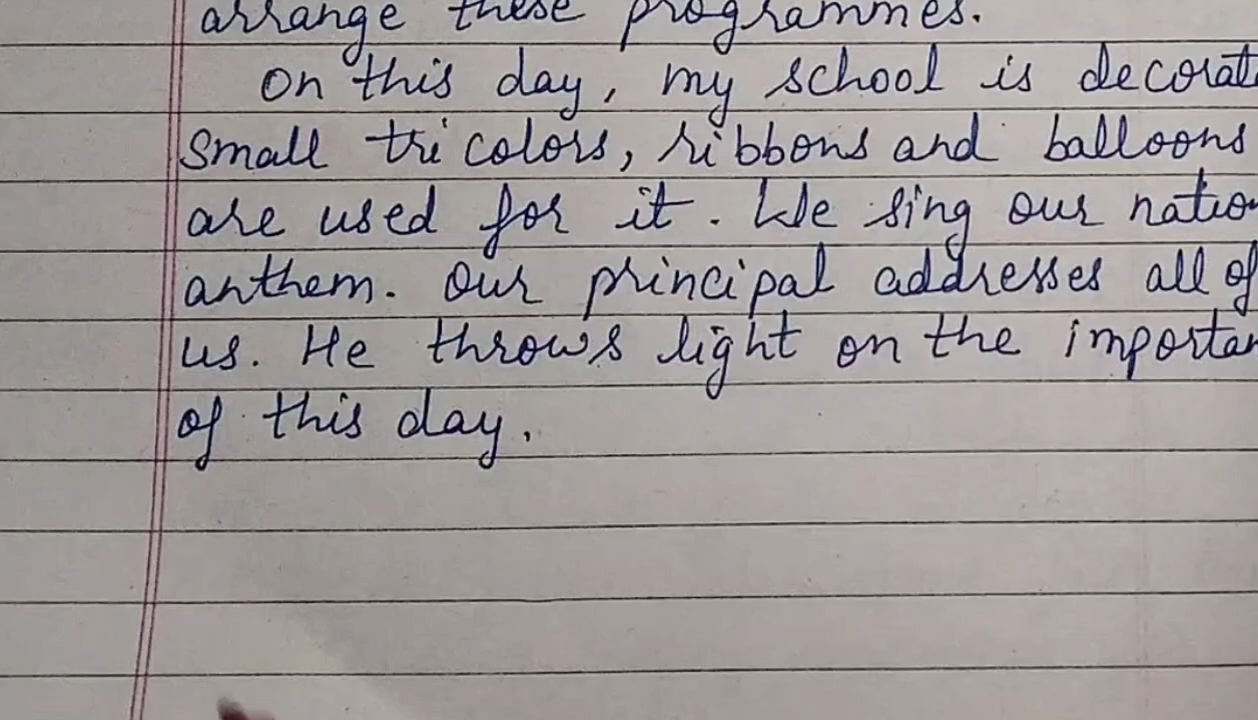 arrange these programmes.
On this day, my school is decorat
small tricolors, ribbons and balloons
are used for it. We sing our natio
anthem. Our principal addresses all of
us. He throws light on the importan
of this day.